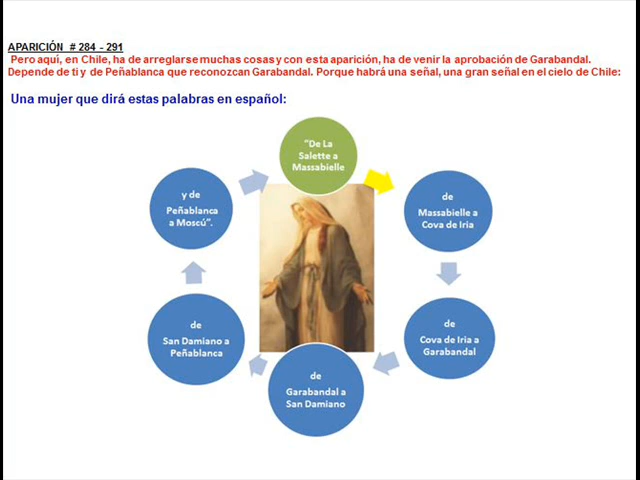 APARICIÓN # 284 - 291
Pero aquí, en Chile, ha de arreglarse muchas cosas y con esta aparición, ha de venir la aprobación de Garabandal.
Depende de ti y de Peñablanca que reconozcan Garabandal. Porque habrá una señal, una gran señal en el cielo de Chile:
Una mujer que dirá estas palabras en español:
"De La
Salette a
Massabielle
de
Massabielle a
Cova de Iria
de
Cova de Iria a
Garabandal
de
Garabandal a
San Damiano
de
San Damiano a
Peñablanca
y de
Peñablanca
a Moscú".